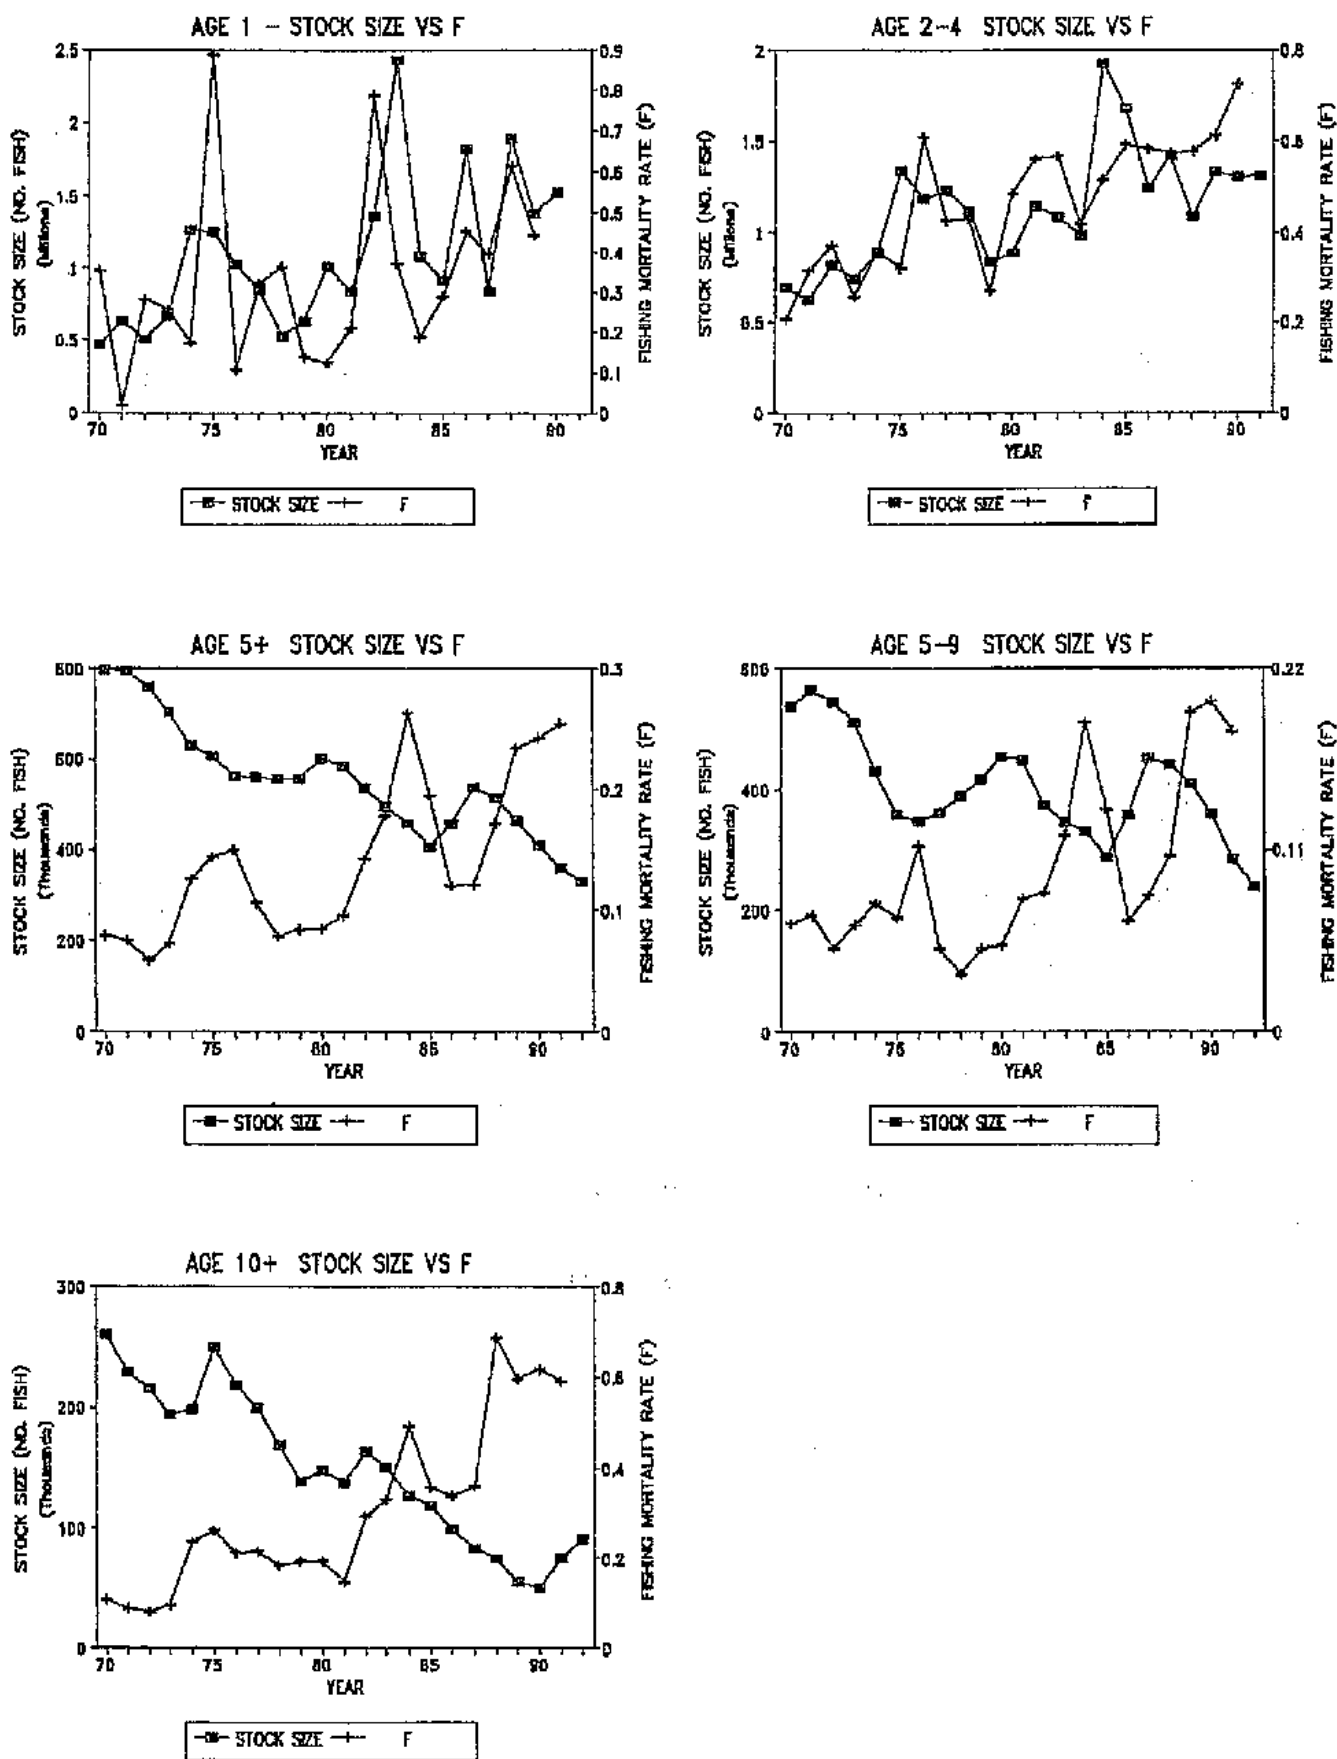 AGE 1 - STOCK SIZE VS F
STOCK SIZE (NO. FISH)
(Millions)
2.5
2
1.5
1
0.5
0
0.9
0.8
0.7
0.6
0.5
0.4
0.3
0.2
0.1
0
FISHING MORTALITY RATE (F)
70 75 80 85 90
YEAR
STOCK SIZE F
AGE 2-4 STOCK SIZE VS F
STOCK SIZE (NO. FISH)
(Millions)
2
1.5
1
0.5
0
0.8
0.6
0.4
0.2
0
FISHING MORTALITY RATE (F)
70 75 80 85 90
YEAR
STOCK SIZE F
AGE 5+ STOCK SIZE VS F
STOCK SIZE (NO. FISH)
(Thousands)
800
600
400
200
0
0.3
0.2
0.1
0
FISHING MORTALITY RATE (F)
70 75 80 85 90
YEAR
STOCK SIZE F
AGE 5-9 STOCK SIZE VS F
STOCK SIZE (NO. FISH)
(Thousands)
600
400
200
0
0.22
0.11
0
FISHING MORTALITY RATE (F)
70 75 80 85 90
YEAR
STOCK SIZE F
AGE 10+ STOCK SIZE VS F
STOCK SIZE (NO. FISH)
(Thousands)
300
200
100
0
0.8
0.6
0.4
0.2
0
FISHING MORTALITY RATE (F)
70 75 80 85 90
YEAR
STOCK SIZE F